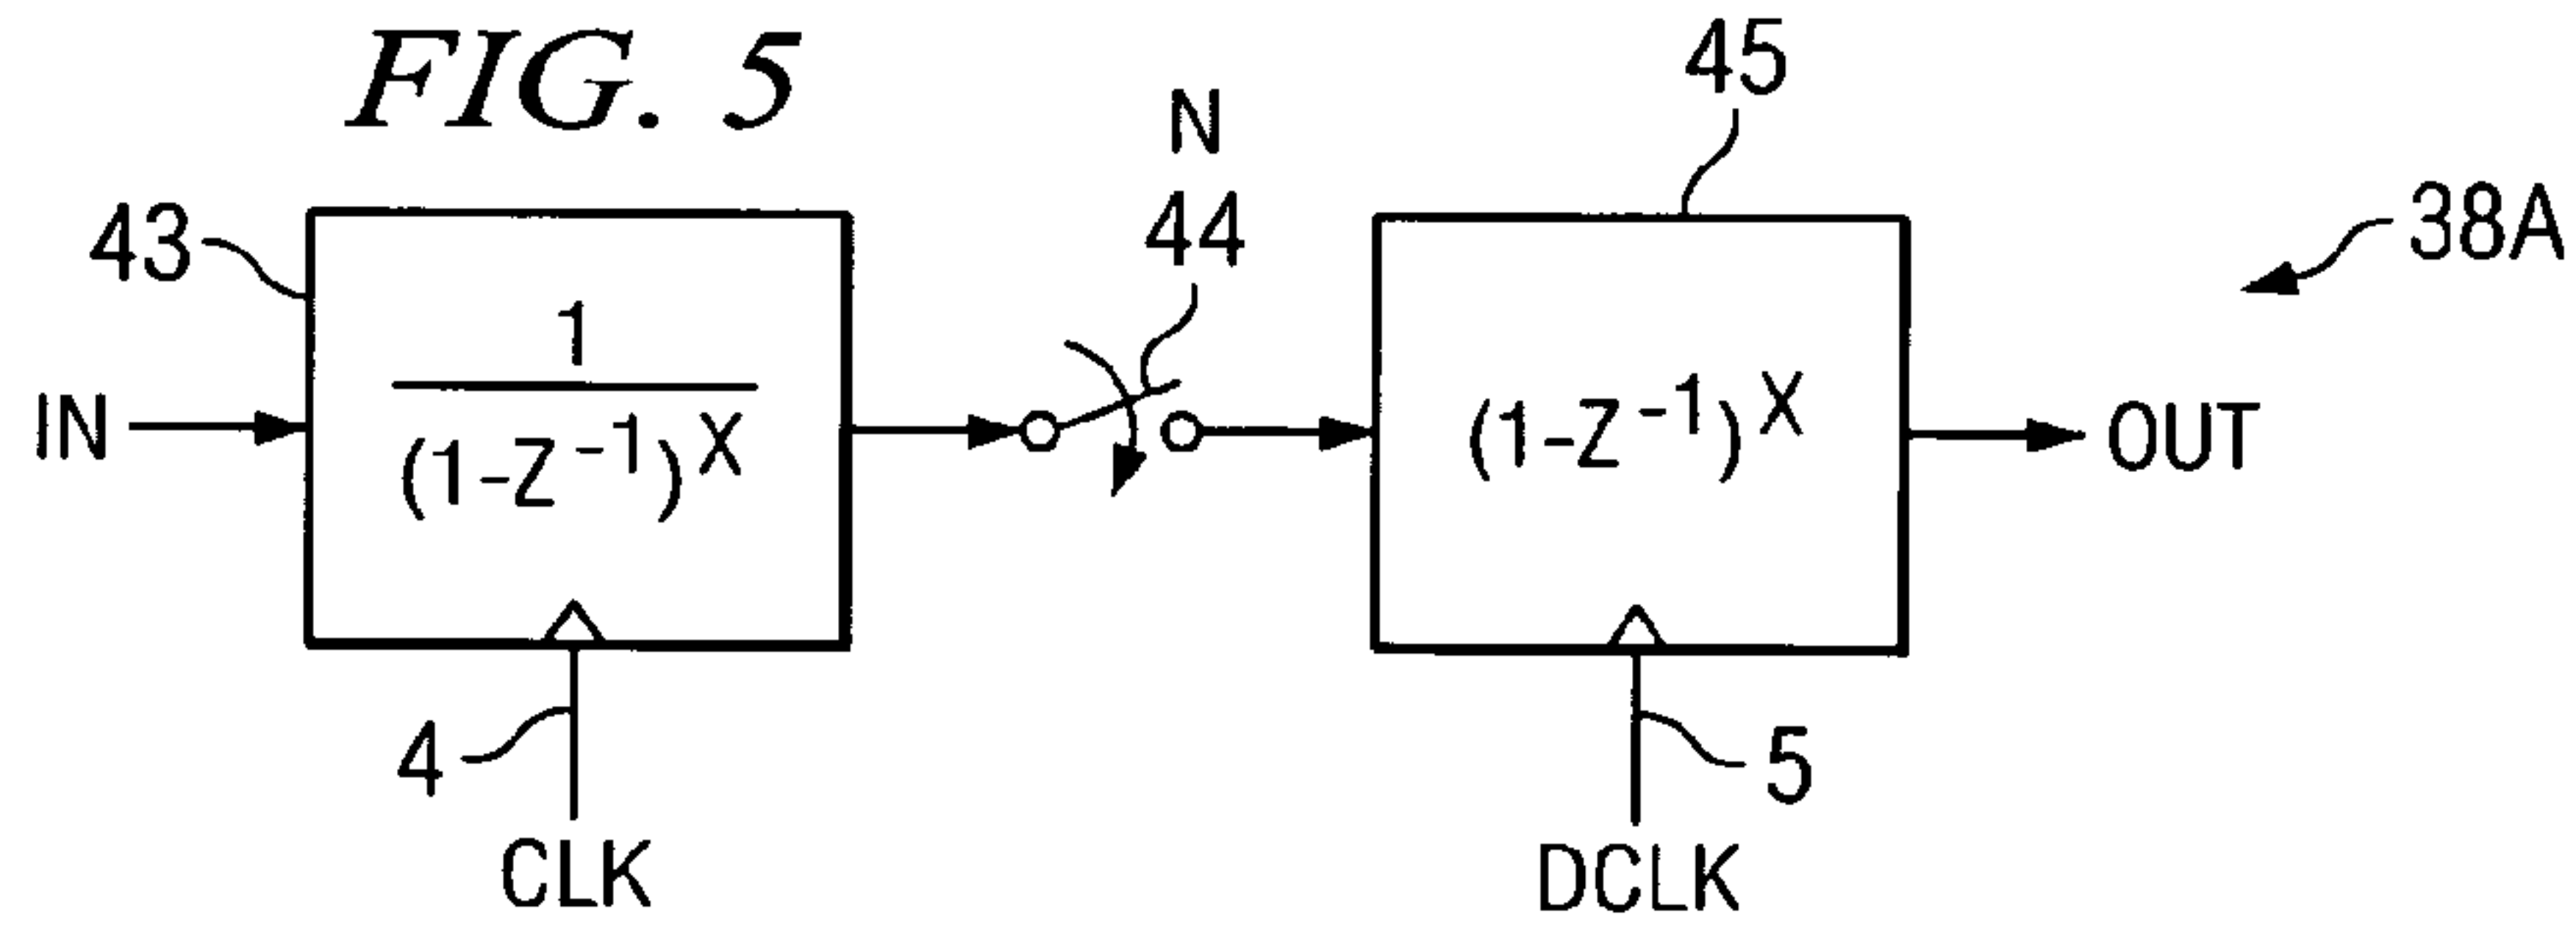 FIG. 5
N
44
45
38A
43
IN
1
(1-Z^-1)^X
(1-Z^-1)^X
OUT
4
5
CLK
DCLK